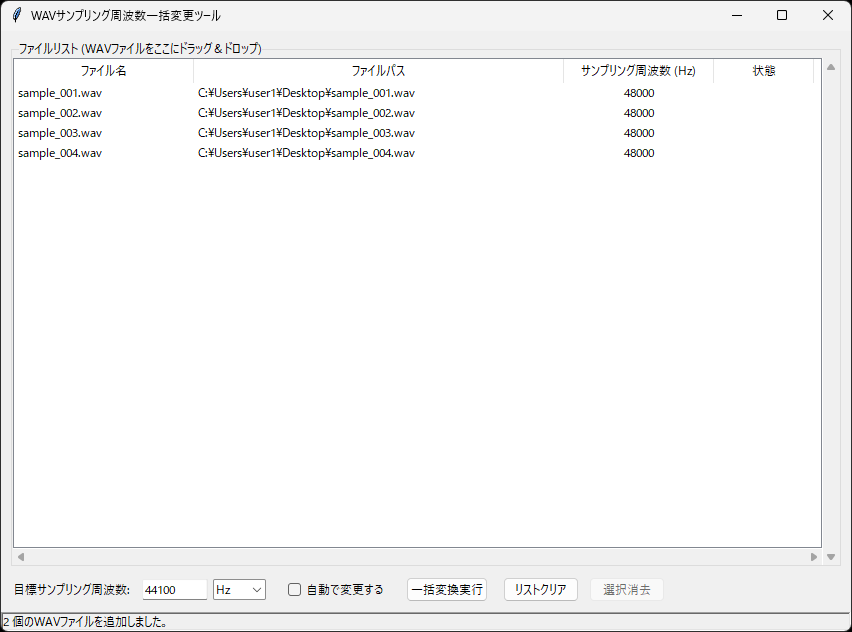 WAVサンプリング周波数一括変更ツール
ファイルリスト (WAVファイルをここにドラッグ＆ドロップ)
ファイル名 ファイルパス サンプリング周波数 (Hz) 状態
sample_001.wav C:¥Users¥user1¥Desktop¥sample_001.wav 48000
sample_002.wav C:¥Users¥user1¥Desktop¥sample_002.wav 48000
sample_003.wav C:¥Users¥user1¥Desktop¥sample_003.wav 48000
sample_004.wav C:¥Users¥user1¥Desktop¥sample_004.wav 48000
目標サンプリング周波数: 44100 Hz 自動で変更する 一括変換実行 リストクリア 選択消去
2 個のWAVファイルを追加しました。